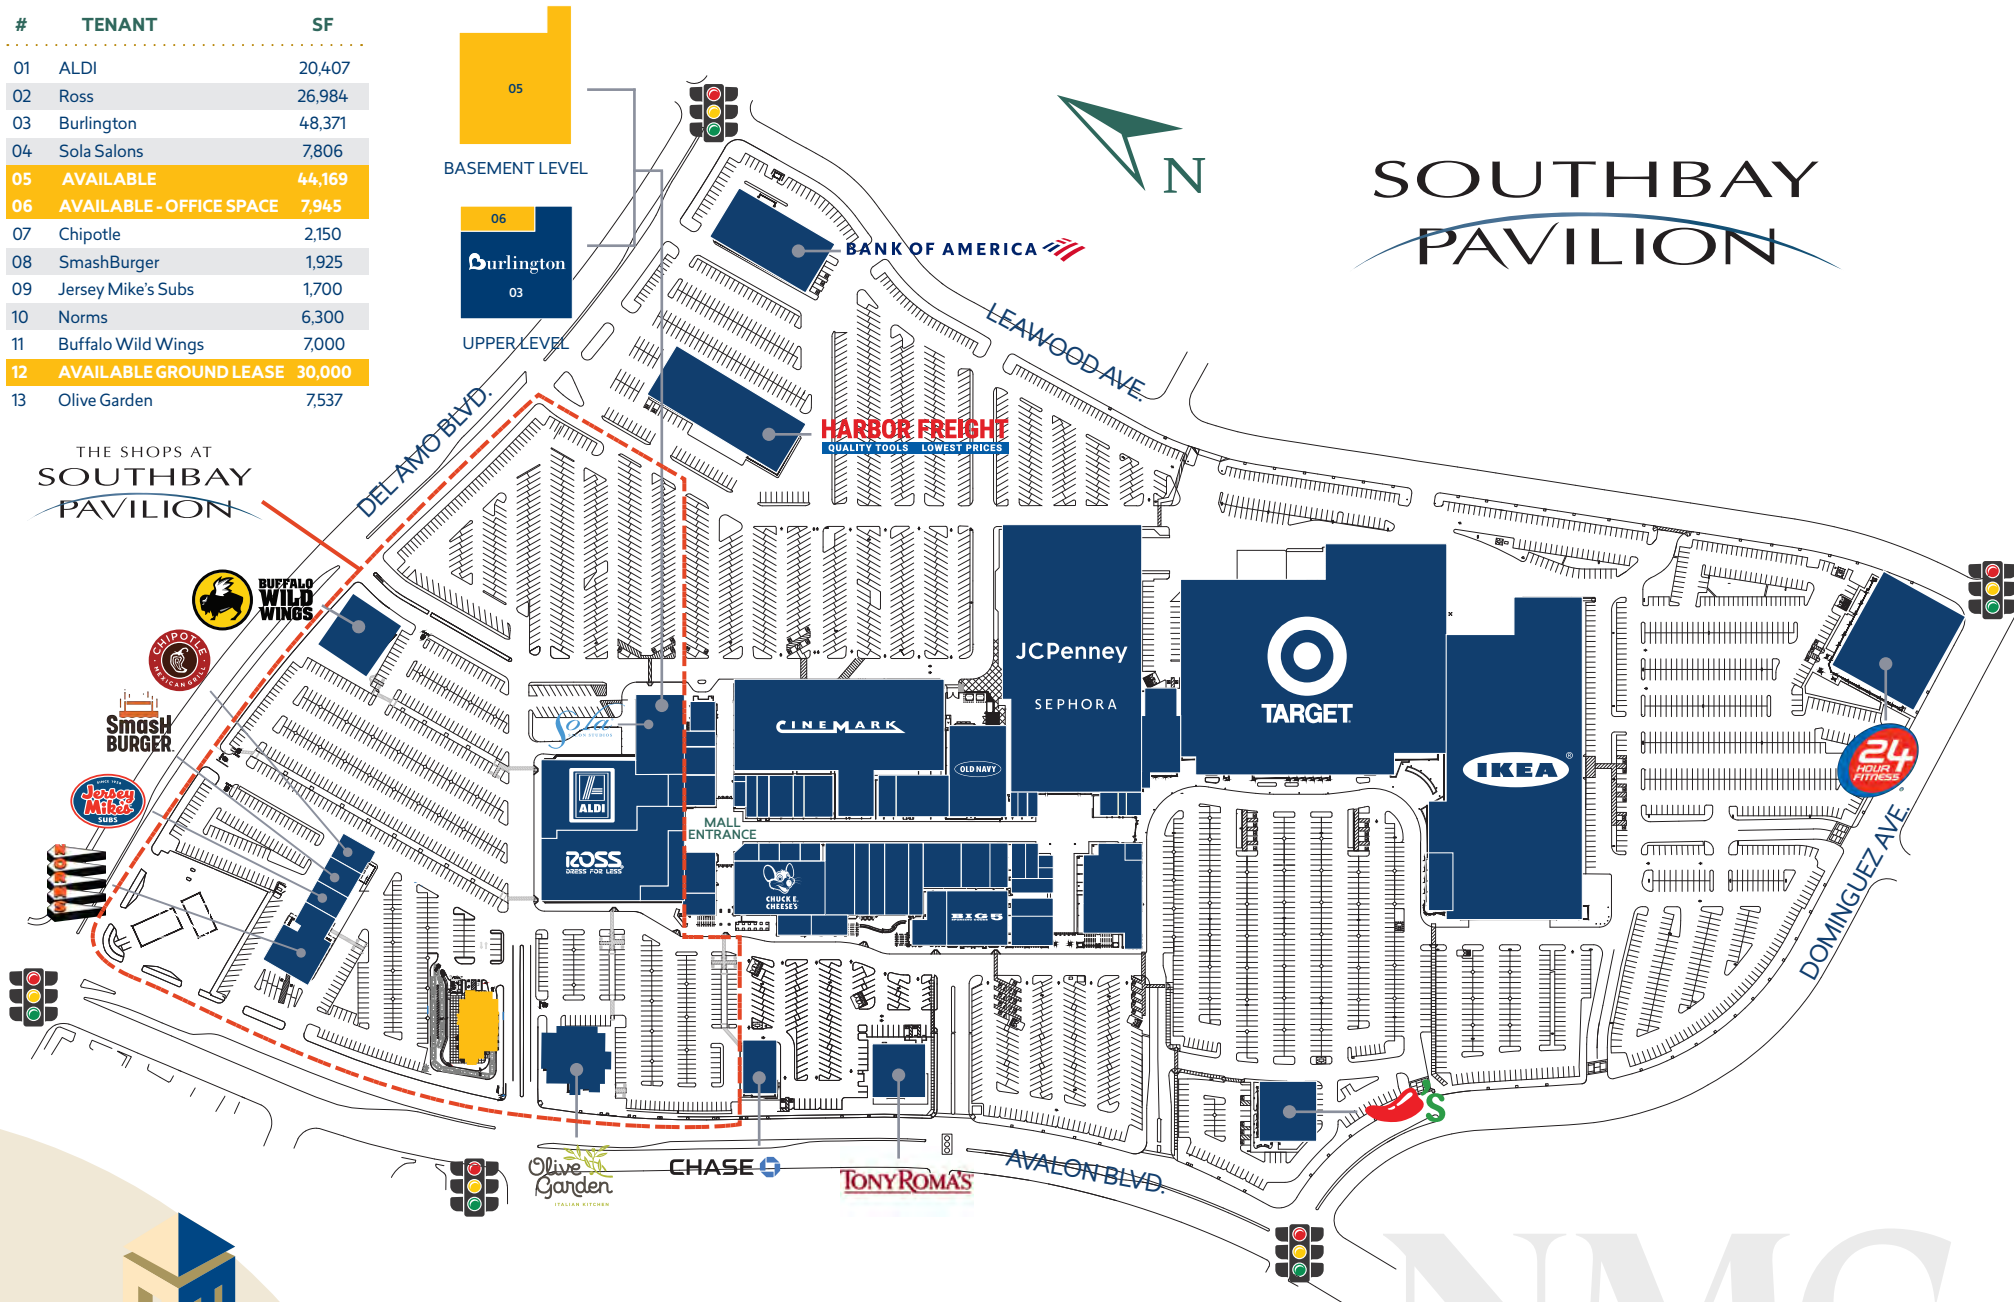 # TENANT SF
01 ALDI 20,407
02 Ross 26,984
03 Burlington 48,371
04 Sola Salons 7,806
05 AVAILABLE 44,169
06 AVAILABLE - OFFICE SPACE 7,945
07 Chipotle 2,150
08 SmashBurger 1,925
09 Jersey Mike's Subs 1,700
10 Norms 6,300
11 Buffalo Wild Wings 7,000
12 AVAILABLE GROUND LEASE 30,000
13 Olive Garden 7,537
05
BASEMENT LEVEL
06
Burlington
03
UPPER LEVEL
N
SOUTHBAY
PAVILION
BANK OF AMERICA
LEAWOOD AVE.
HARBOR FREIGHT
QUALITY TOOLS LOWEST PRICES
DEL AMO BLVD.
THE SHOPS AT
SOUTHBAY
PAVILION
BUFFALO
WILD
WINGS
CHIPOTLE
MEXICAN GRILL
SMASH
BURGER
SINCE 1956
Jersey
Mike's
SUBS
NORMS
Sola
ALDI
ROSS
DRESS FOR LESS
MALL
ENTRANCE
CINEMARK
OLD NAVY
JCPenney
SEPHORA
TARGET
IKEA
®
24
HOUR
FITNESS
CHUCK E.
CHEESE'S
BIG 5
DOMINGUEZ AVE.
Olive
Garden
ITALIAN KITCHEN
CHASE
TONY ROMA'S
AVALON BLVD.
S
NMC